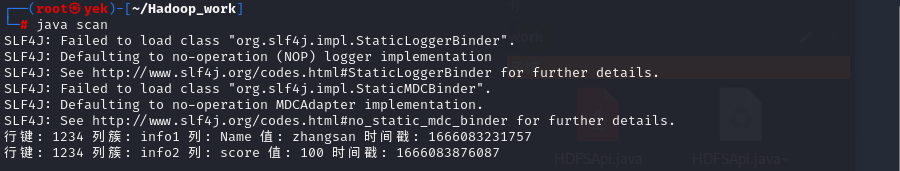 ┌──(root㉿yek)-[~/Hadoop_work]
└─# java scan
SLF4J: Failed to load class "org.slf4j.impl.StaticLoggerBinder".
SLF4J: Defaulting to no-operation (NOP) logger implementation
SLF4J: See http://www.slf4j.org/codes.html#StaticLoggerBinder for further details.
SLF4J: Failed to load class "org.slf4j.impl.StaticMDCBinder".
SLF4J: Defaulting to no-operation MDCAdapter implementation.
SLF4J: See http://www.slf4j.org/codes.html#no_static_mdc_binder for further details.
行键: 1234 列簇: info1 列: Name 值: zhangsan 时间戳: 1666083231757
行键: 1234 列簇: info2 列: score 值: 100 时间戳: 1666083876087
HDFSApi.java
HDFSApi.java~